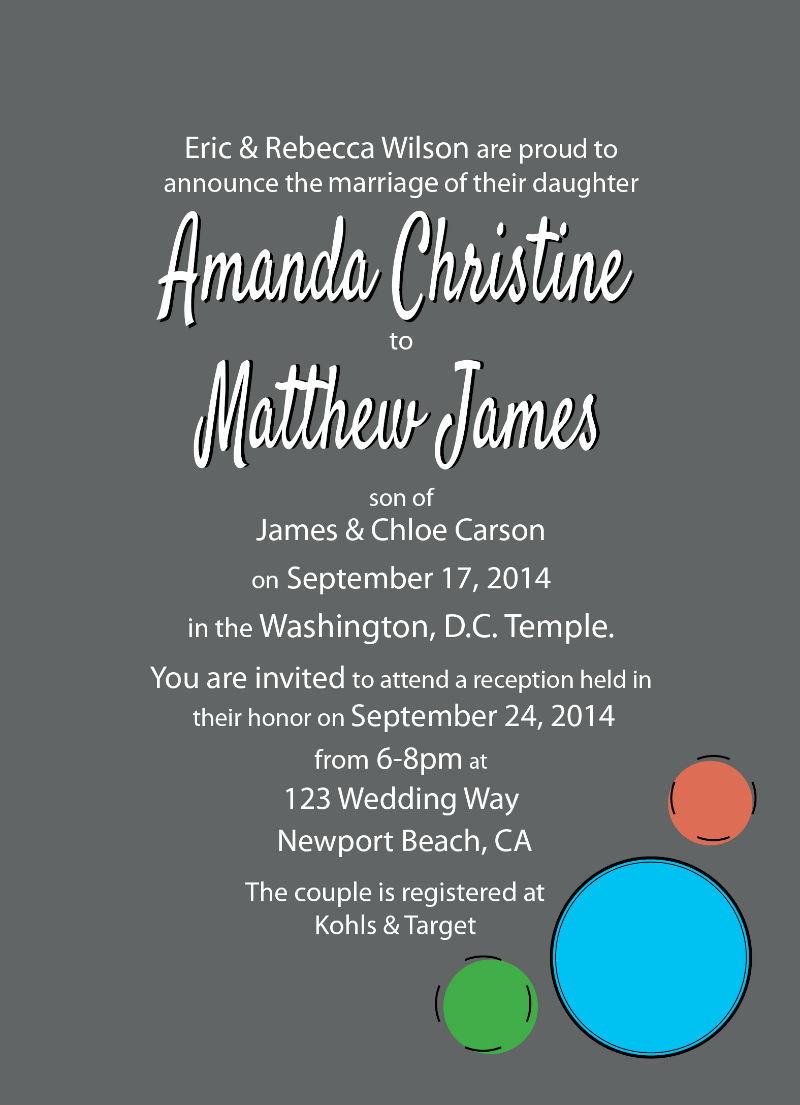 Eric & Rebecca Wilson are proud to
announce the marriage of their daughter
Amanda Christine
to
Matthew James
son of
James & Chloe Carson
on September 17, 2014
in the Washington, D.C. Temple.
You are invited to attend a reception held in
their honor on September 24, 2014
from 6-8pm at
123 Wedding Way
Newport Beach, CA
The couple is registered at
Kohls & Target